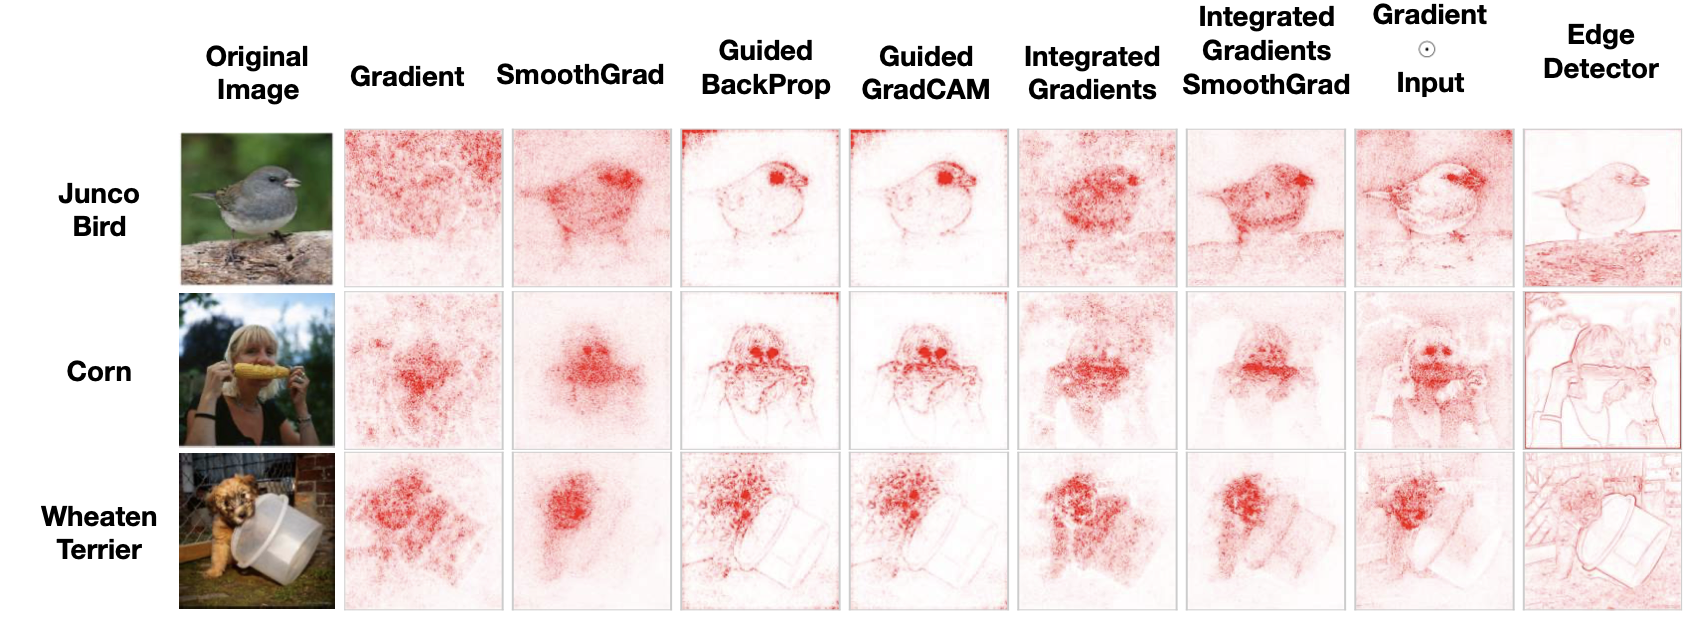 Original
Image
Gradient
SmoothGrad
Guided
BackProp
Guided
GradCAM
Integrated
Gradients
Integrated
Gradients
SmoothGrad
Gradient
⊙
Input
Edge
Detector
Junco
Bird
Corn
Wheaten
Terrier